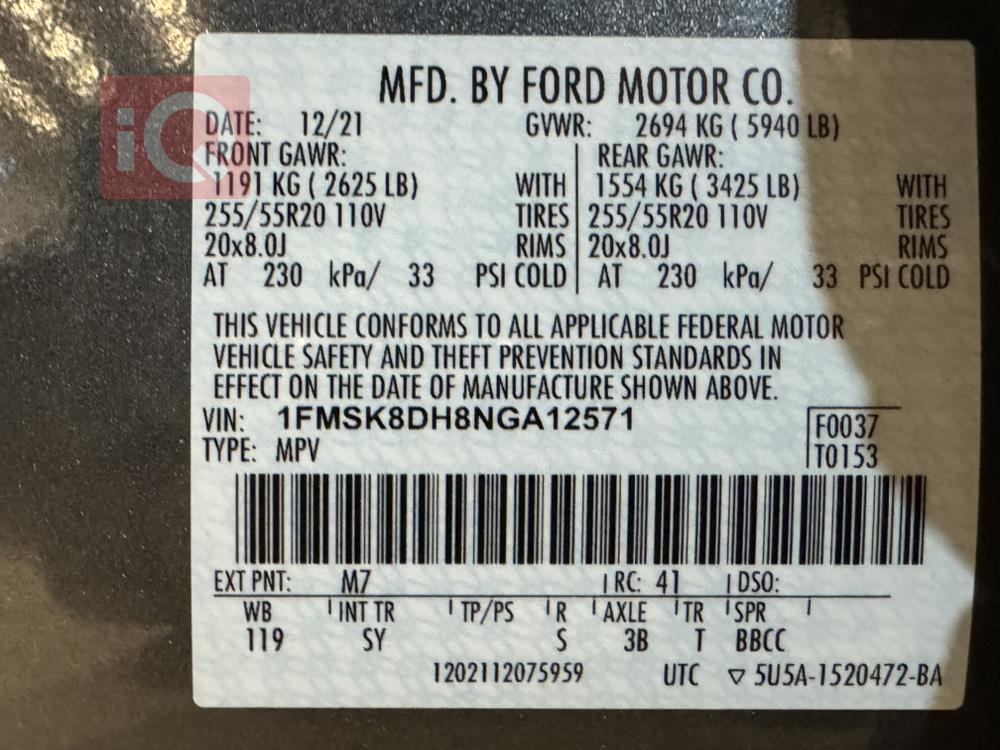 iQ
MFD. BY FORD MOTOR CO.
DATE: 12/21 GVWR: 2694 KG ( 5940 LB)
FRONT GAWR: REAR GAWR:
1191 KG ( 2625 LB) WITH 1554 KG ( 3425 LB) WITH
255/55R20 110V TIRES 255/55R20 110V TIRES
20x8.0J RIMS 20x8.0J RIMS
AT 230 kPa/ 33 PSI COLD AT 230 kPa/ 33 PSI COLD
THIS VEHICLE CONFORMS TO ALL APPLICABLE FEDERAL MOTOR
VEHICLE SAFETY AND THEFT PREVENTION STANDARDS IN
EFFECT ON THE DATE OF MANUFACTURE SHOWN ABOVE.
VIN: 1FMSK8DH8NGA12571 F0037
TYPE: MPV T0153
EXT PNT: M7 RC: 41 DSO:
WB INT TR TP/PS R AXLE TR SPR
119 SY S 3B T BBCC
1202112075959 UTC ▽ 5U5A-1520472-BA